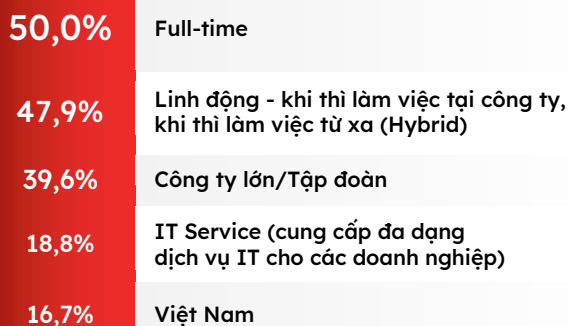 50,0% Full-time
47,9% Linh động - khi thì làm việc tại công ty,
khi thì làm việc từ xa (Hybrid)
39,6% Công ty lớn/Tập đoàn
18,8% IT Service (cung cấp đa dạng
dịch vụ IT cho các doanh nghiệp)
16,7% Việt Nam